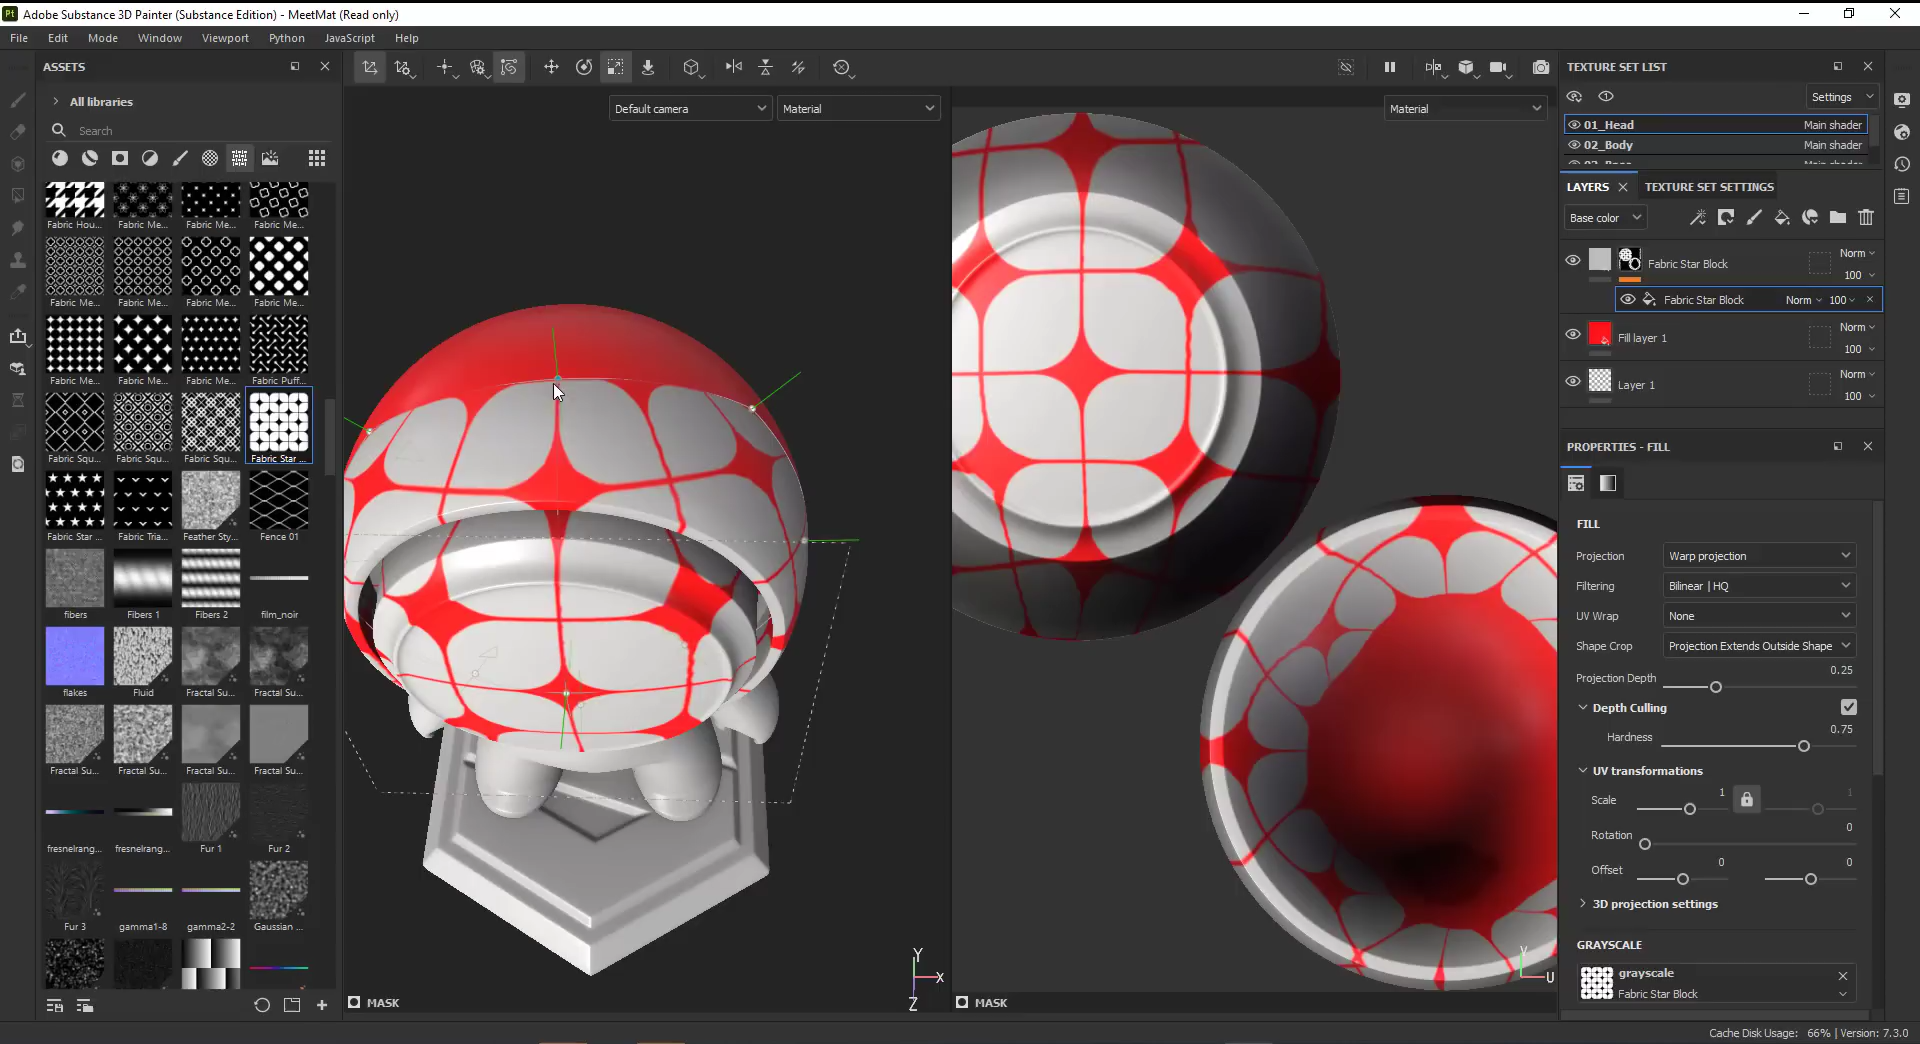 Pt Adobe Substance 3D Painter (Substance Edition) - MeetMat (Read only)
File Edit Mode Window Viewport Python JavaScript Help
ASSETS
All libraries
Search
Fabric Hou... Fabric Me... Fabric Me... Fabric Me...
Fabric Me... Fabric Me... Fabric Me... Fabric Me...
Fabric Me... Fabric Me... Fabric Me... Fabric Puff...
Fabric Squ... Fabric Squ... Fabric Squ... Fabric Star ...
Fabric Star ... Fabric Tria... Feather Sty... Fence 01
fibers Fibers 1 Fibers 2 film_noir
flakes Fluid Fractal Su... Fractal Su...
Fractal Su... Fractal Su... Fractal Su... Fractal Su...
fresnelrang... fresnelrang... Fur 1 Fur 2
Fur 3 gamma1-8 gamma2-2 Gaussian ...
Default camera Material
Material
Y
X
Z
MASK
V
U
MASK
TEXTURE SET LIST
Settings
01_Head Main shader
02_Body Main shader
LAYERS TEXTURE SET SETTINGS
Base color
Fabric Star Block Norm
100
Fabric Star Block Norm 100
Fill layer 1 Norm
100
Layer 1 Norm
100
PROPERTIES - FILL
FILL
Projection Warp projection
Filtering Bilinear | HQ
UV Wrap None
Shape Crop Projection Extends Outside Shape
Projection Depth 0.25
Depth Culling
Hardness 0.75
UV transformations
Scale 1 1
Rotation 0
Offset 0 0
3D projection settings
GRAYSCALE
grayscale
Fabric Star Block
Cache Disk Usage: 66% | Version: 7.3.0